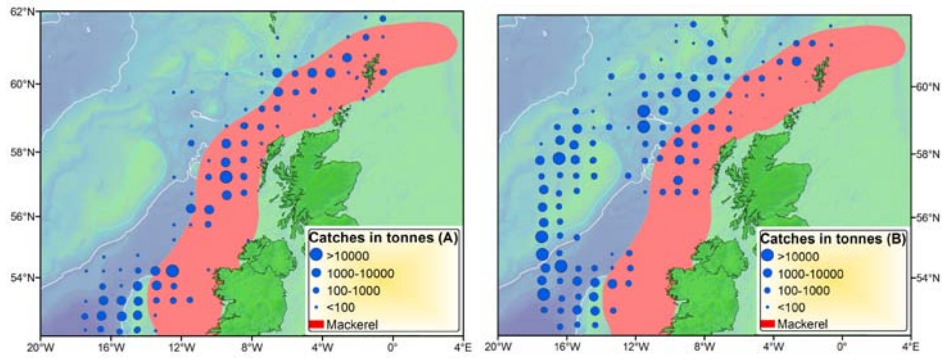 62°N
60°N
58°N
56°N
54°N
20°W
16°W
12°W
8°W
4°W
0°
4°E
Catches in tonnes (A)
>10000
1000-10000
100-1000
<100
Mackerel
60°N
58°N
56°N
54°N
20°W
16°W
12°W
8°W
4°W
0°
4°E
Catches in tonnes (B)
>10000
1000-10000
100-1000
<100
Mackerel